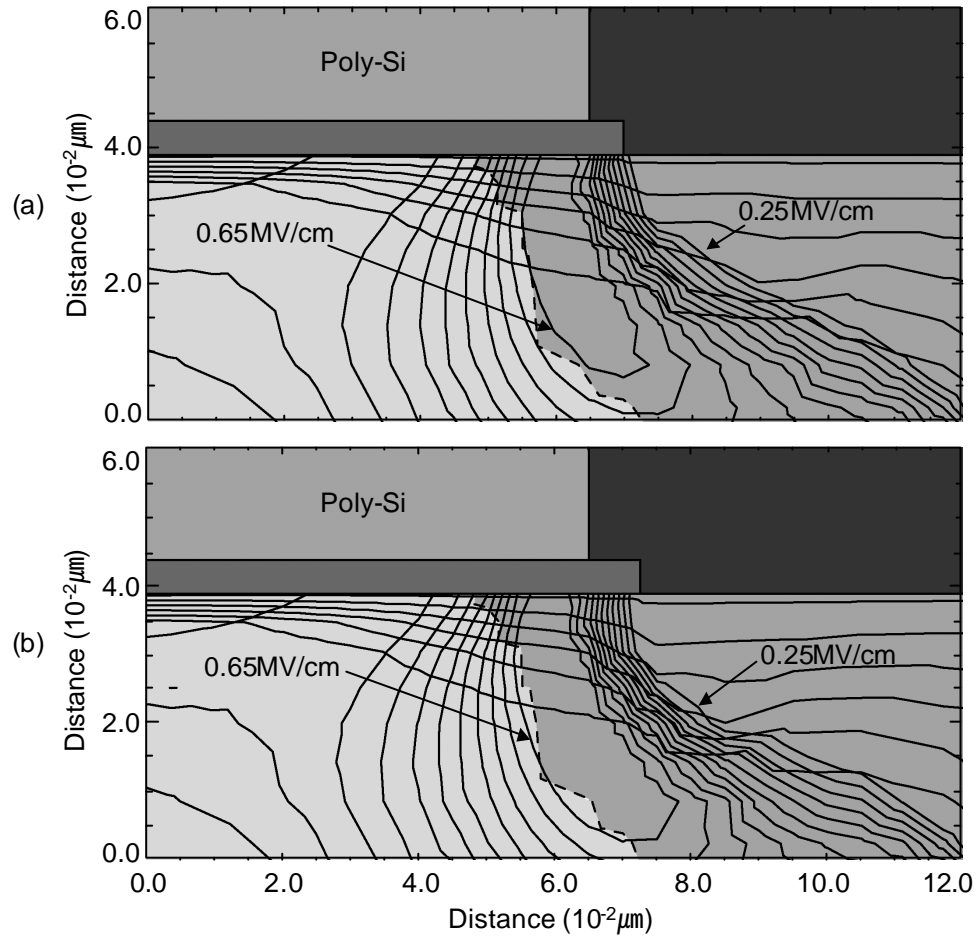 (a)
Distance (10⁻²㎛)
6.0
4.0
2.0
0.0
Poly-Si
0.65MV/cm
0.25MV/cm
(b)
Distance (10⁻²㎛)
6.0
4.0
2.0
0.0
Poly-Si
0.65MV/cm
0.25MV/cm
0.0 2.0 4.0 6.0 8.0 10.0 12.0
Distance (10⁻²㎛)